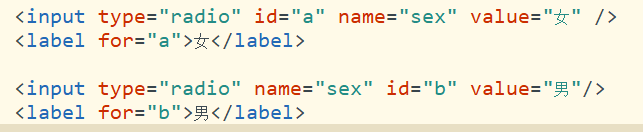 <input type="radio" id="a" name="sex" value="女" />
<label for="a">女</label>
<input type="radio" name="sex" id="b" value="男"/>
<label for="b">男</label>